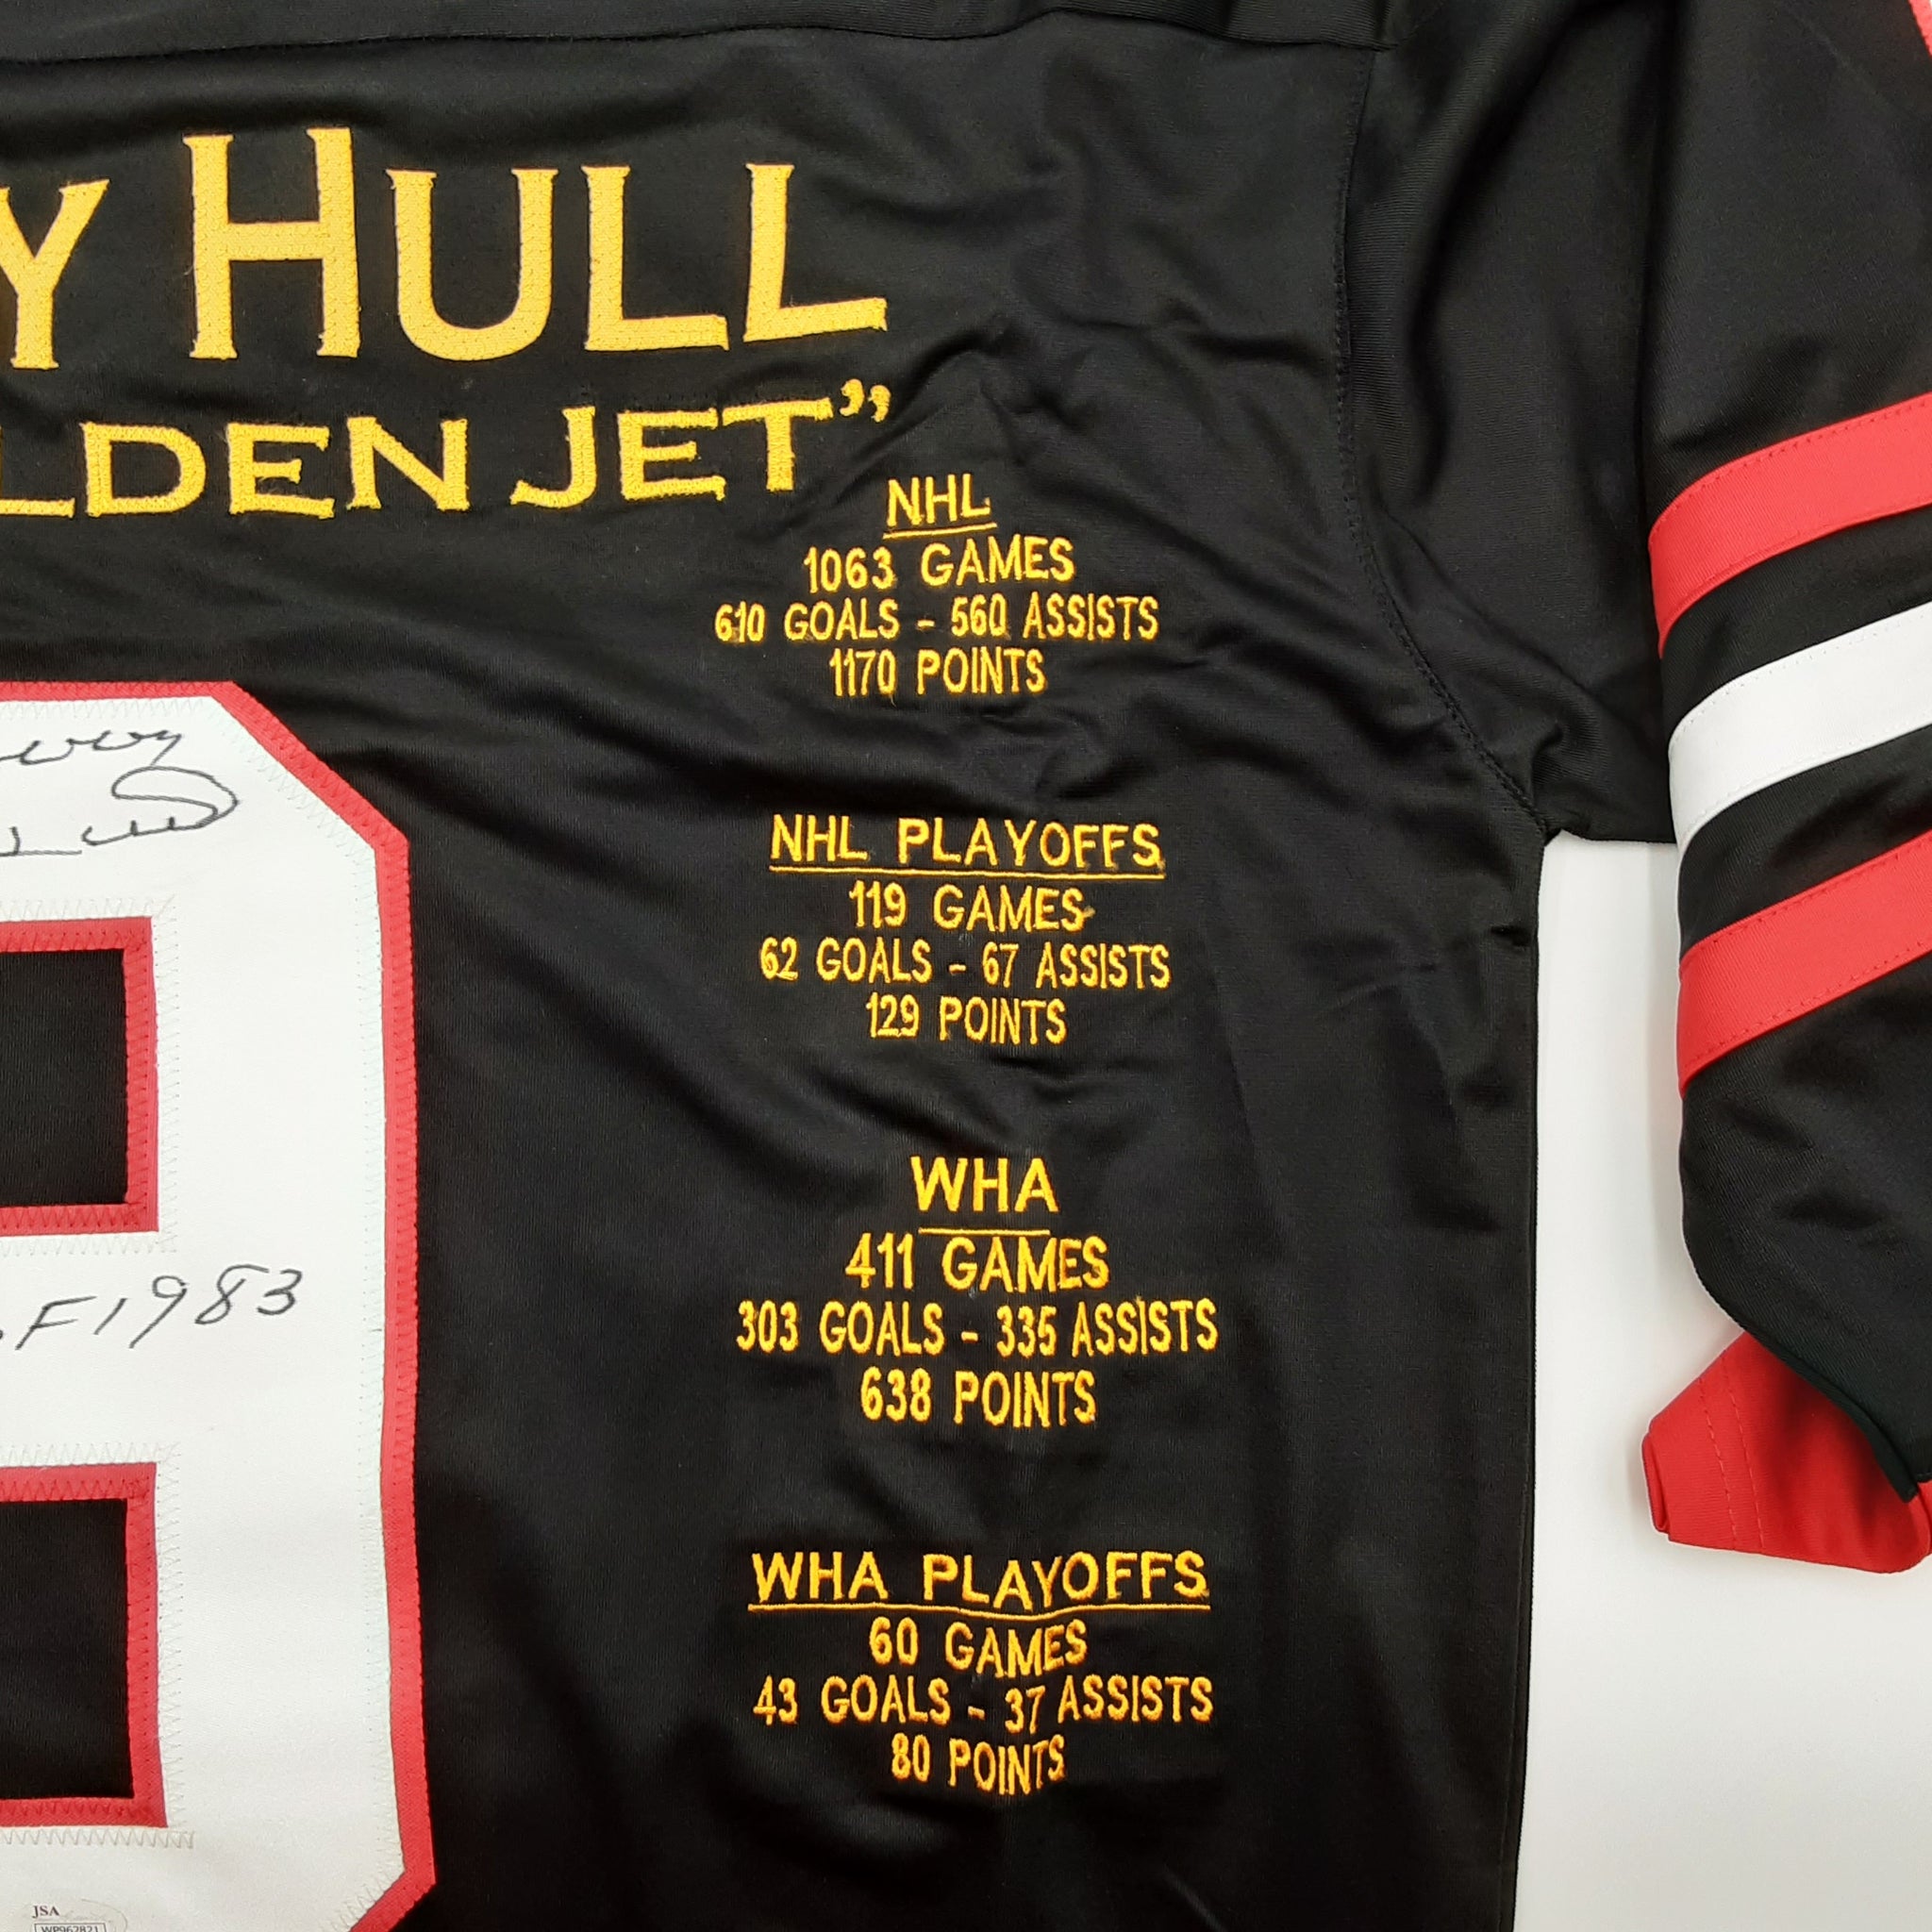 Y HULL
LDEN JET”
NHL
1063 GAMES
610 GOALS - 560 ASSISTS
1170 POINTS
NHL PLAYOFFS
119 GAMES
62 GOALS - 67 ASSISTS
129 POINTS
WHA
411 GAMES
303 GOALS - 335 ASSISTS
638 POINTS
WHA PLAYOFFS
60 GAMES
43 GOALS - 37 ASSISTS
80 POINTS
.F1983
JSA
WP962821